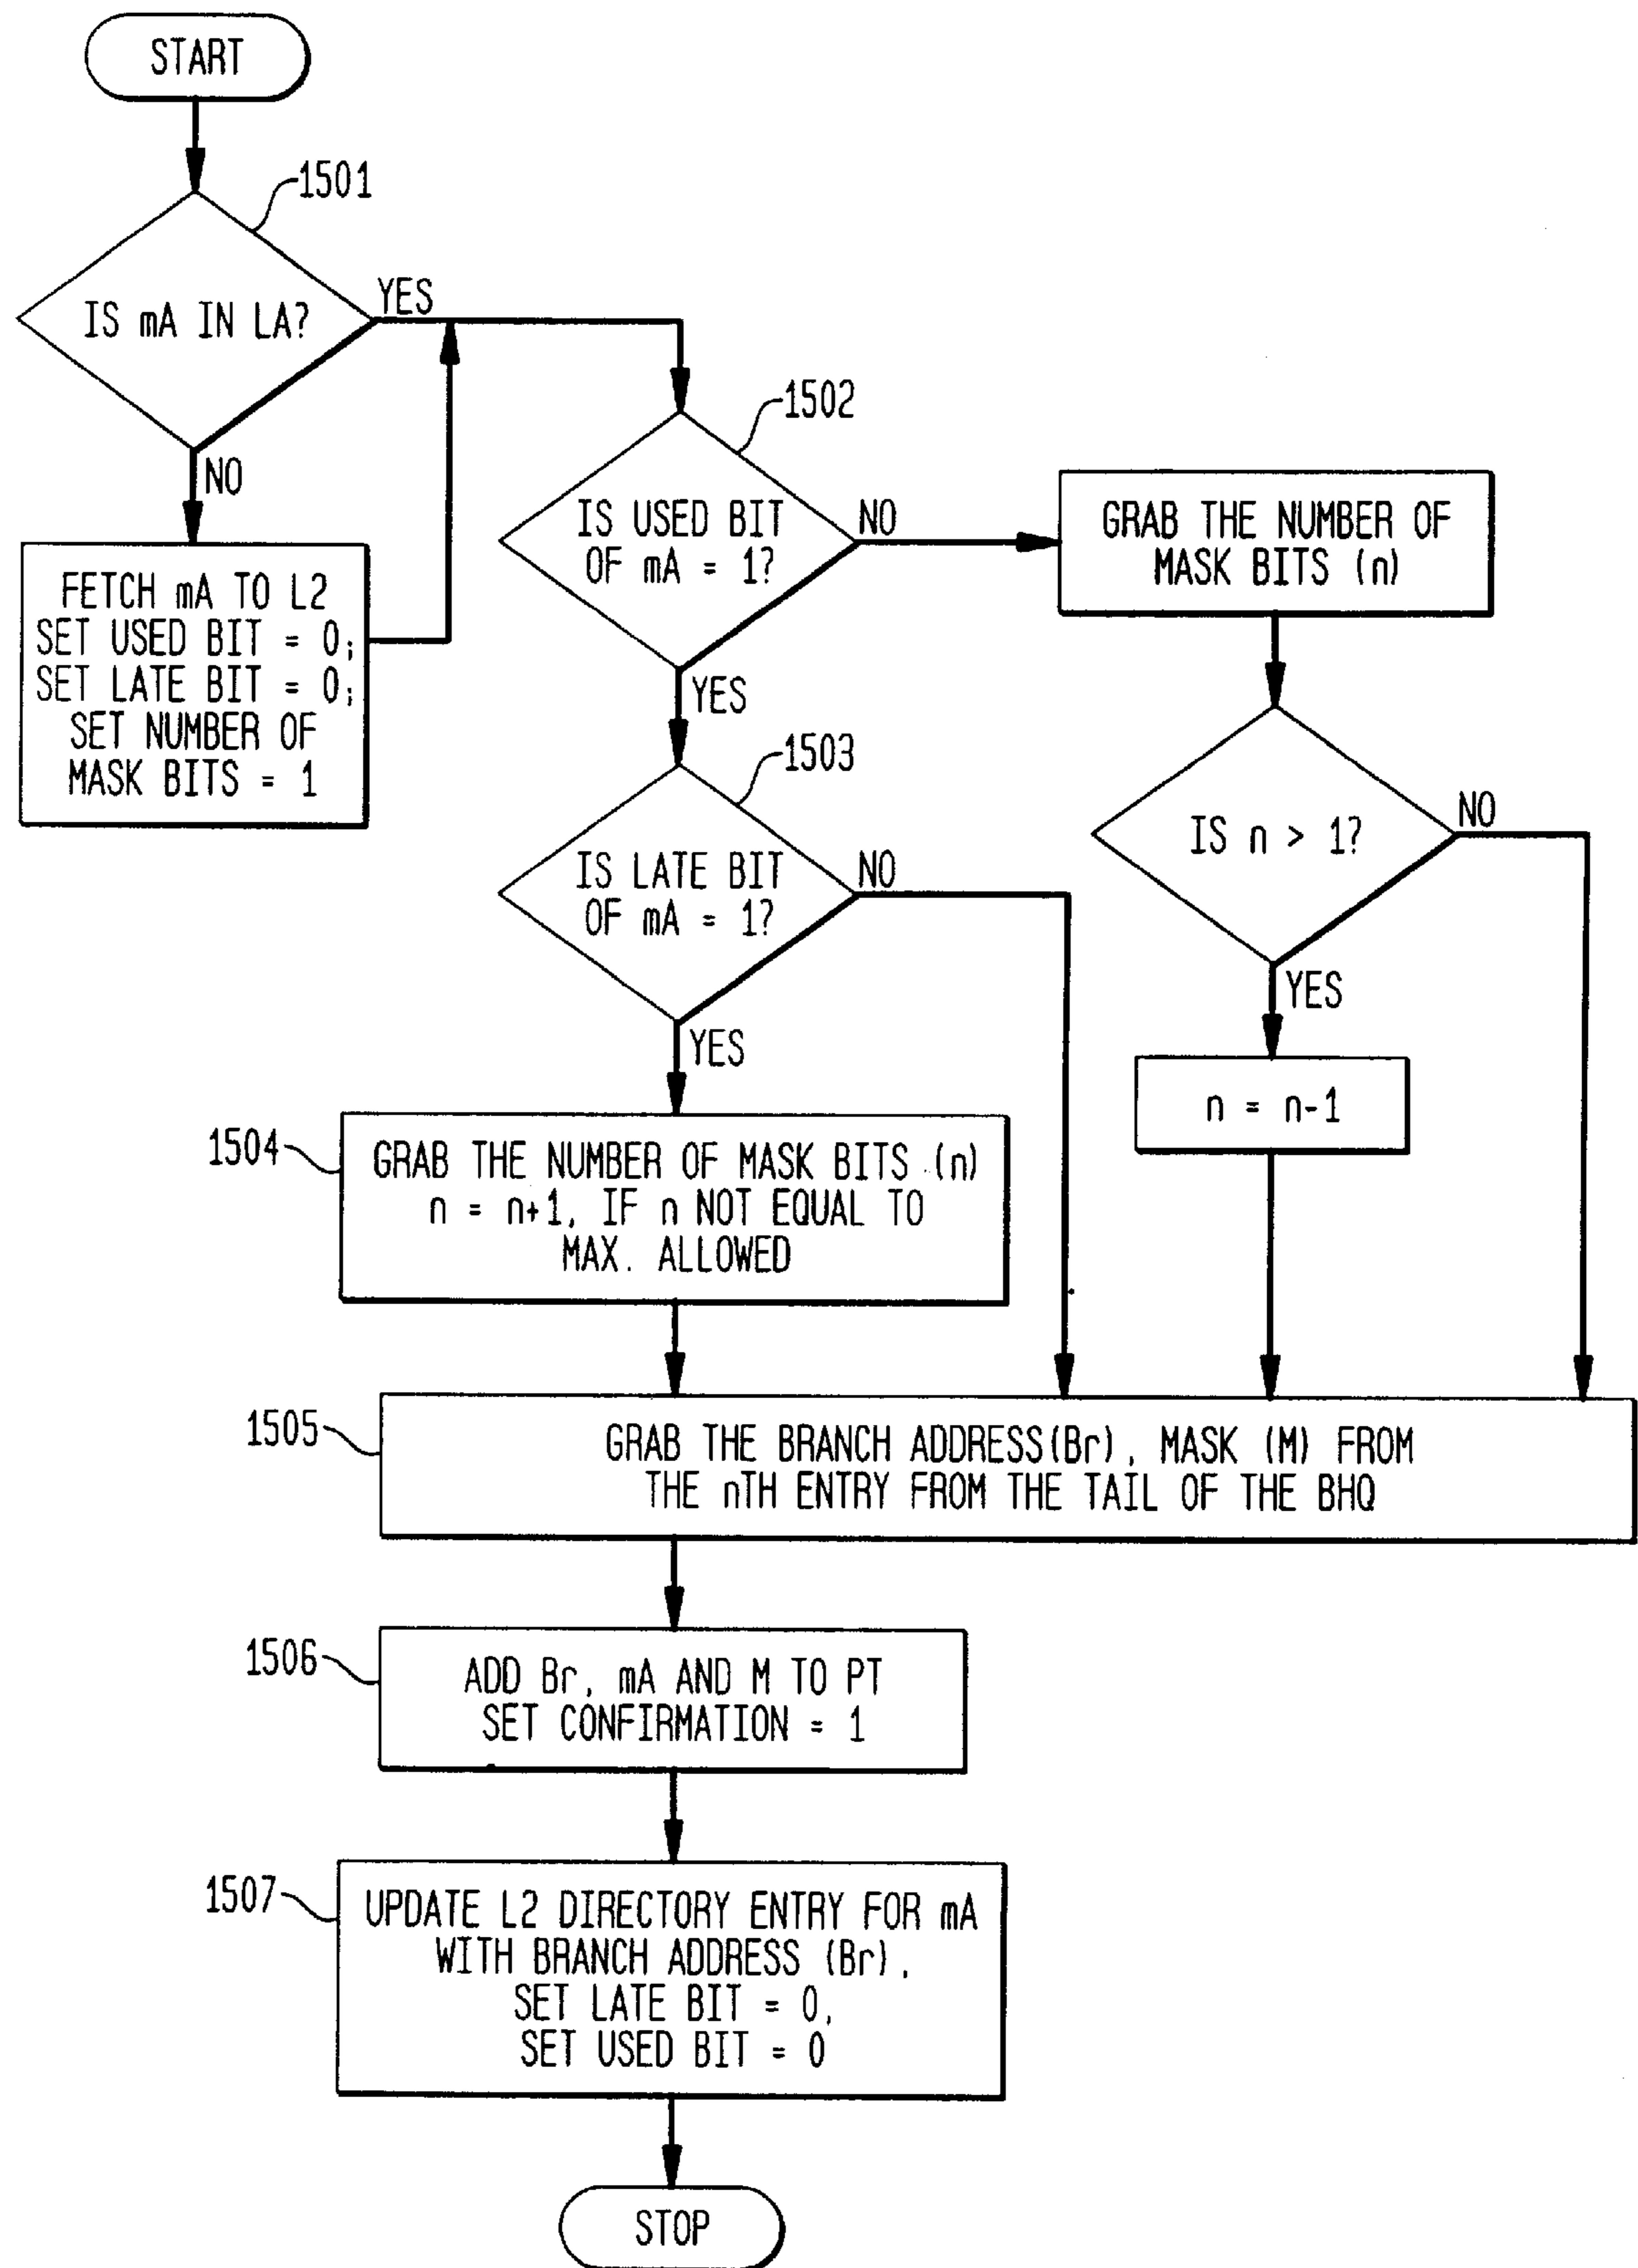 START
1501
IS mA IN LA?
YES
NO
FETCH mA TO L2
SET USED BIT = 0;
SET LATE BIT = 0;
SET NUMBER OF
MASK BITS = 1
1502
IS USED BIT
OF mA = 1?
NO
YES
GRAB THE NUMBER OF
MASK BITS (n)
1503
IS LATE BIT
OF mA = 1?
NO
YES
IS n > 1?
NO
YES
n = n-1
1504
GRAB THE NUMBER OF MASK BITS (n)
n = n+1, IF n NOT EQUAL TO
MAX. ALLOWED
1505
GRAB THE BRANCH ADDRESS(Br), MASK (M) FROM
THE nTH ENTRY FROM THE TAIL OF THE BHQ
1506
ADD Br, mA AND M TO PT
SET CONFIRMATION = 1
1507
UPDATE L2 DIRECTORY ENTRY FOR mA
WITH BRANCH ADDRESS (Br),
SET LATE BIT = 0,
SET USED BIT = 0
STOP